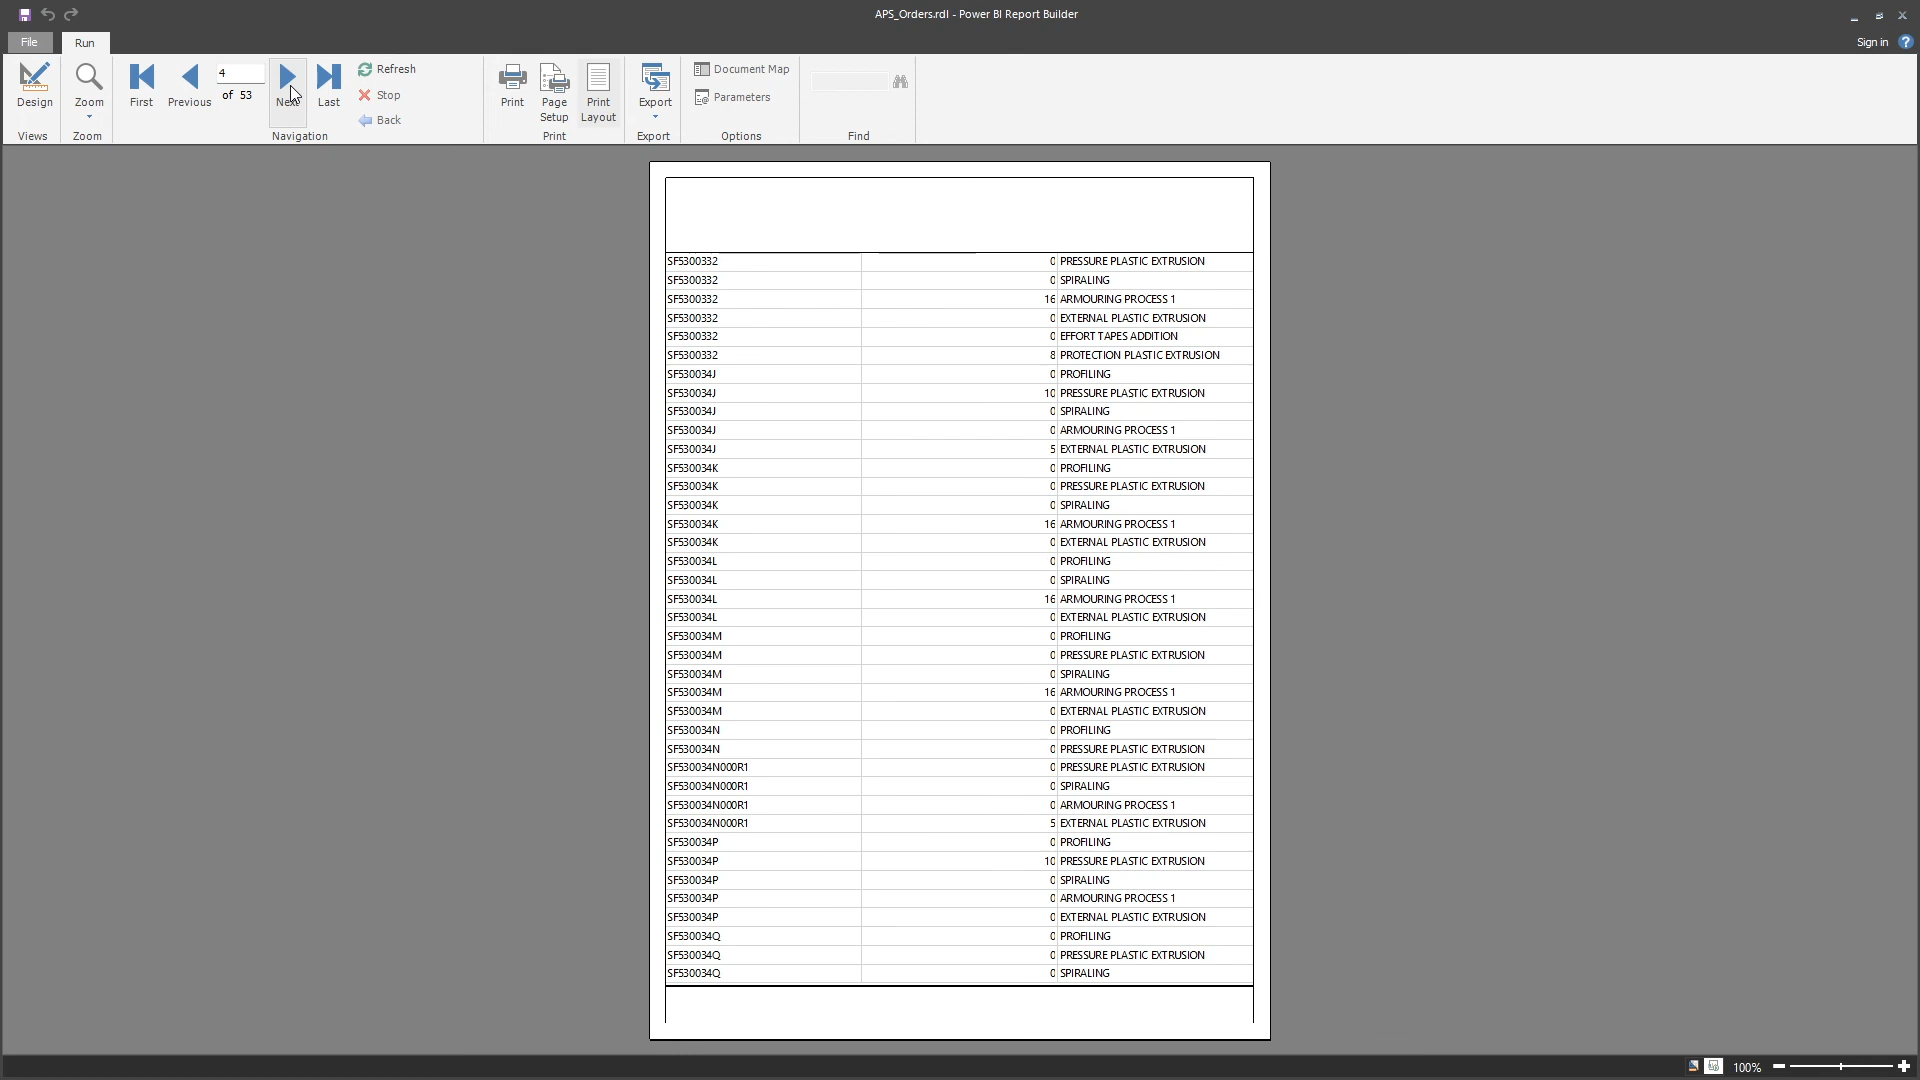 APS_Orders.rdl - Power BI Report Builder
File
Run
Sign in
Design
Zoom
First
Previous
4
of 53
Next
Last
Refresh
Stop
Back
Print
Page Setup
Print Layout
Export
Document Map
Parameters
Views
Zoom
Navigation
Print
Export
Options
Find
SF5300332 0 PRESSURE PLASTIC EXTRUSION
SF5300332 0 SPIRALING
SF5300332 16 ARMOURING PROCESS 1
SF5300332 0 EXTERNAL PLASTIC EXTRUSION
SF5300332 0 EFFORT TAPES ADDITION
SF5300332 8 PROTECTION PLASTIC EXTRUSION
SF530034J 0 PROFILING
SF530034J 10 PRESSURE PLASTIC EXTRUSION
SF530034J 0 SPIRALING
SF530034J 0 ARMOURING PROCESS 1
SF530034J 5 EXTERNAL PLASTIC EXTRUSION
SF530034K 0 PROFILING
SF530034K 0 PRESSURE PLASTIC EXTRUSION
SF530034K 0 SPIRALING
SF530034K 16 ARMOURING PROCESS 1
SF530034K 0 EXTERNAL PLASTIC EXTRUSION
SF530034L 0 PROFILING
SF530034L 0 SPIRALING
SF530034L 16 ARMOURING PROCESS 1
SF530034L 0 EXTERNAL PLASTIC EXTRUSION
SF530034M 0 PROFILING
SF530034M 0 PRESSURE PLASTIC EXTRUSION
SF530034M 0 SPIRALING
SF530034M 16 ARMOURING PROCESS 1
SF530034M 0 EXTERNAL PLASTIC EXTRUSION
SF530034N 0 PROFILING
SF530034N 0 PRESSURE PLASTIC EXTRUSION
SF530034N000R1 0 PRESSURE PLASTIC EXTRUSION
SF530034N000R1 0 SPIRALING
SF530034N000R1 0 ARMOURING PROCESS 1
SF530034N000R1 5 EXTERNAL PLASTIC EXTRUSION
SF530034P 0 PROFILING
SF530034P 10 PRESSURE PLASTIC EXTRUSION
SF530034P 0 SPIRALING
SF530034P 0 ARMOURING PROCESS 1
SF530034P 0 EXTERNAL PLASTIC EXTRUSION
SF530034Q 0 PROFILING
SF530034Q 0 PRESSURE PLASTIC EXTRUSION
SF530034Q 0 SPIRALING
100%